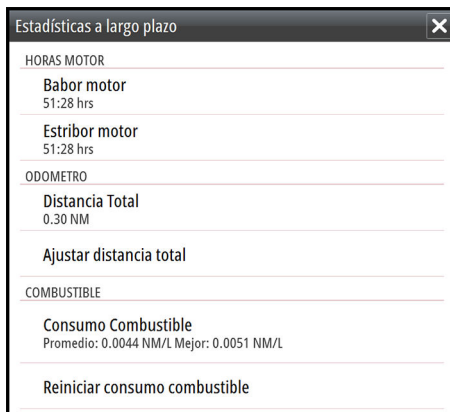 Estadísticas a largo plazo
HORAS MOTOR
Babor motor
51:28 hrs
Estribor motor
51:28 hrs
ODOMETRO
Distancia Total
0.30 NM
Ajustar distancia total
COMBUSTIBLE
Consumo Combustible
Promedio: 0.0044 NM/L Mejor: 0.0051 NM/L
Reiniciar consumo combustible